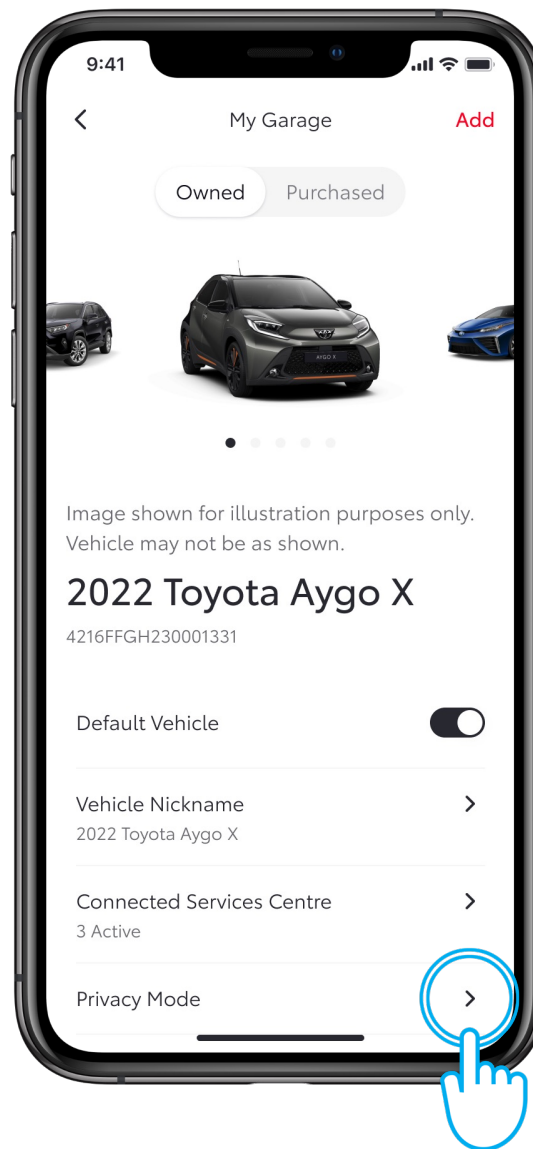 9:41
My Garage
Add
Owned
Purchased
AYGO X
Image shown for illustration purposes only.
Vehicle may not be as shown.
2022 Toyota Aygo X
4216FFGH230001331
Default Vehicle
Vehicle Nickname
2022 Toyota Aygo X
Connected Services Centre
3 Active
Privacy Mode